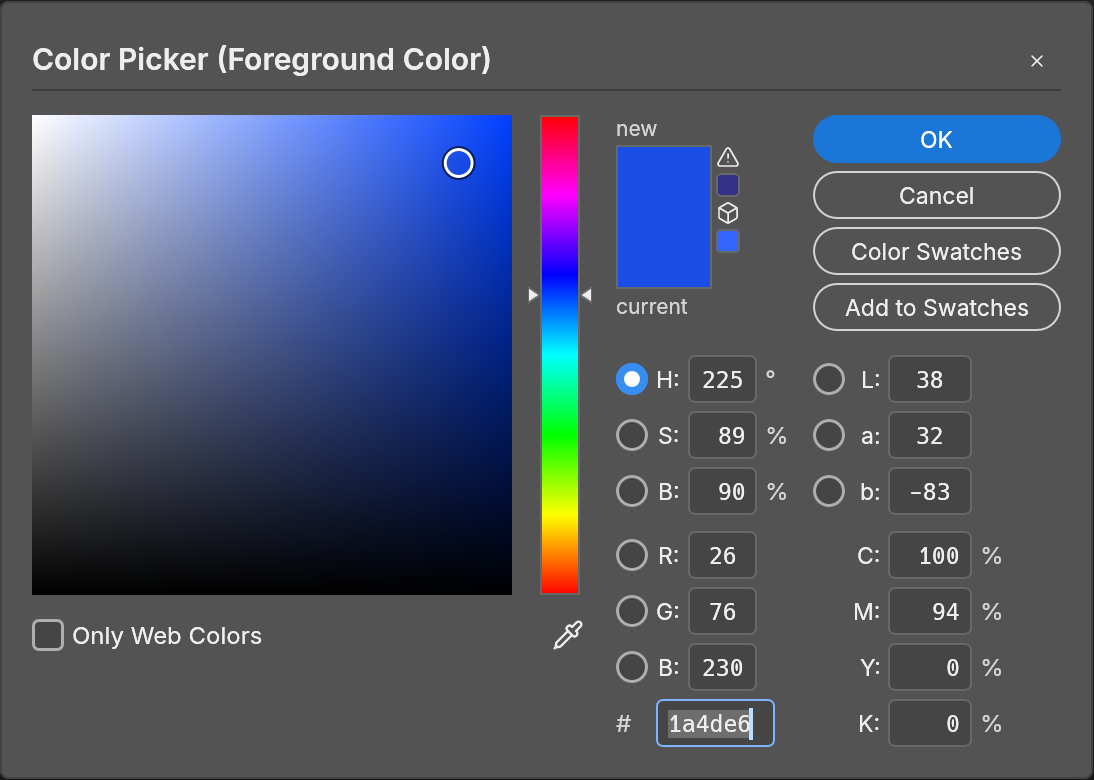 Color Picker (Foreground Color)
new
current
OK
Cancel
Color Swatches
Add to Swatches
H: 225 °
S: 89 %
B: 90 %
R: 26
G: 76
B: 230
# 1a4de6
L: 38
a: 32
b: -83
C: 100 %
M: 94 %
Y: 0 %
K: 0 %
Only Web Colors